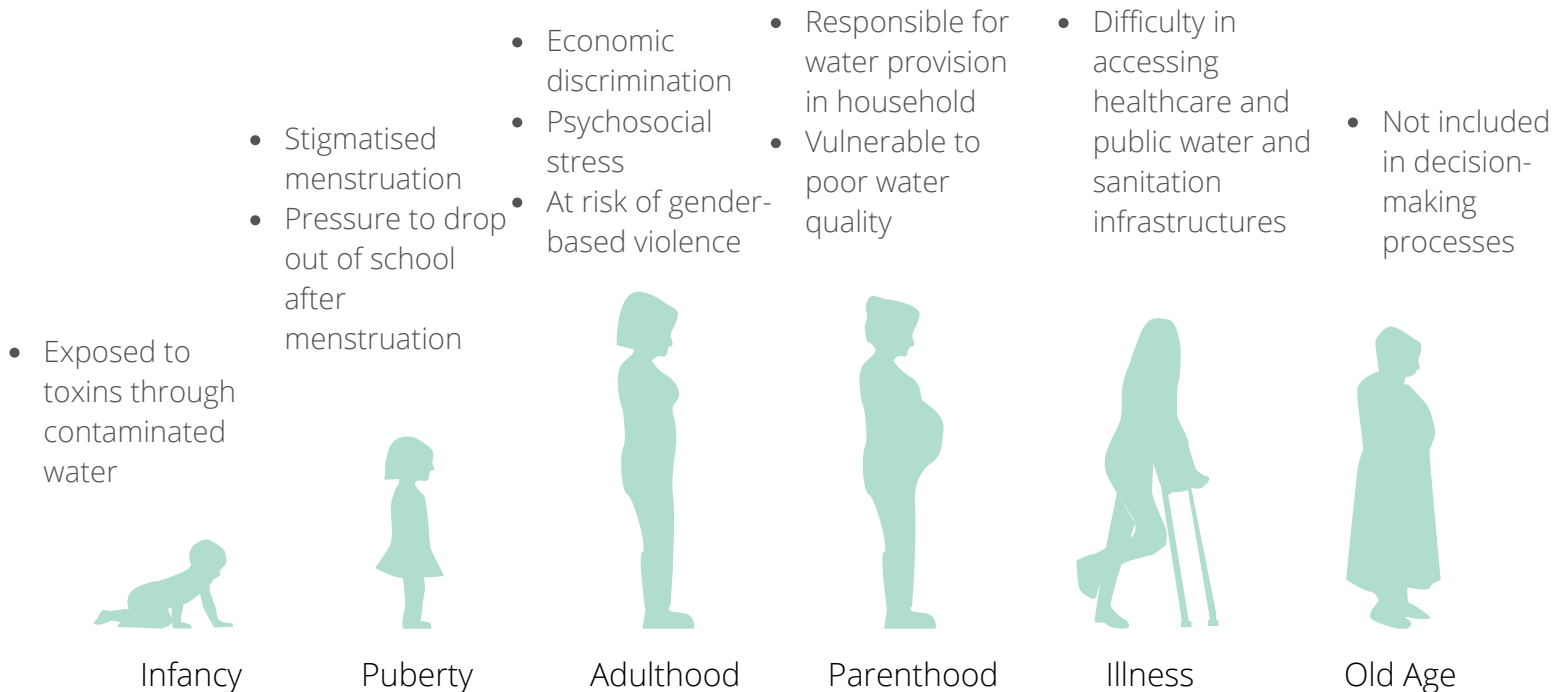 • Exposed to
toxins through
contaminated
water
• Stigmatised
menstruation
• Pressure to drop
out of school
after
menstruation
• Economic
discrimination
• Psychosocial
stress
• At risk of gender-
based violence
• Responsible for
water provision
in household
• Vulnerable to
poor water
quality
• Difficulty in
accessing
healthcare and
public water and
sanitation
infrastructures
• Not included
in decision-
making
processes
Infancy
Puberty
Adulthood
Parenthood
Illness
Old Age